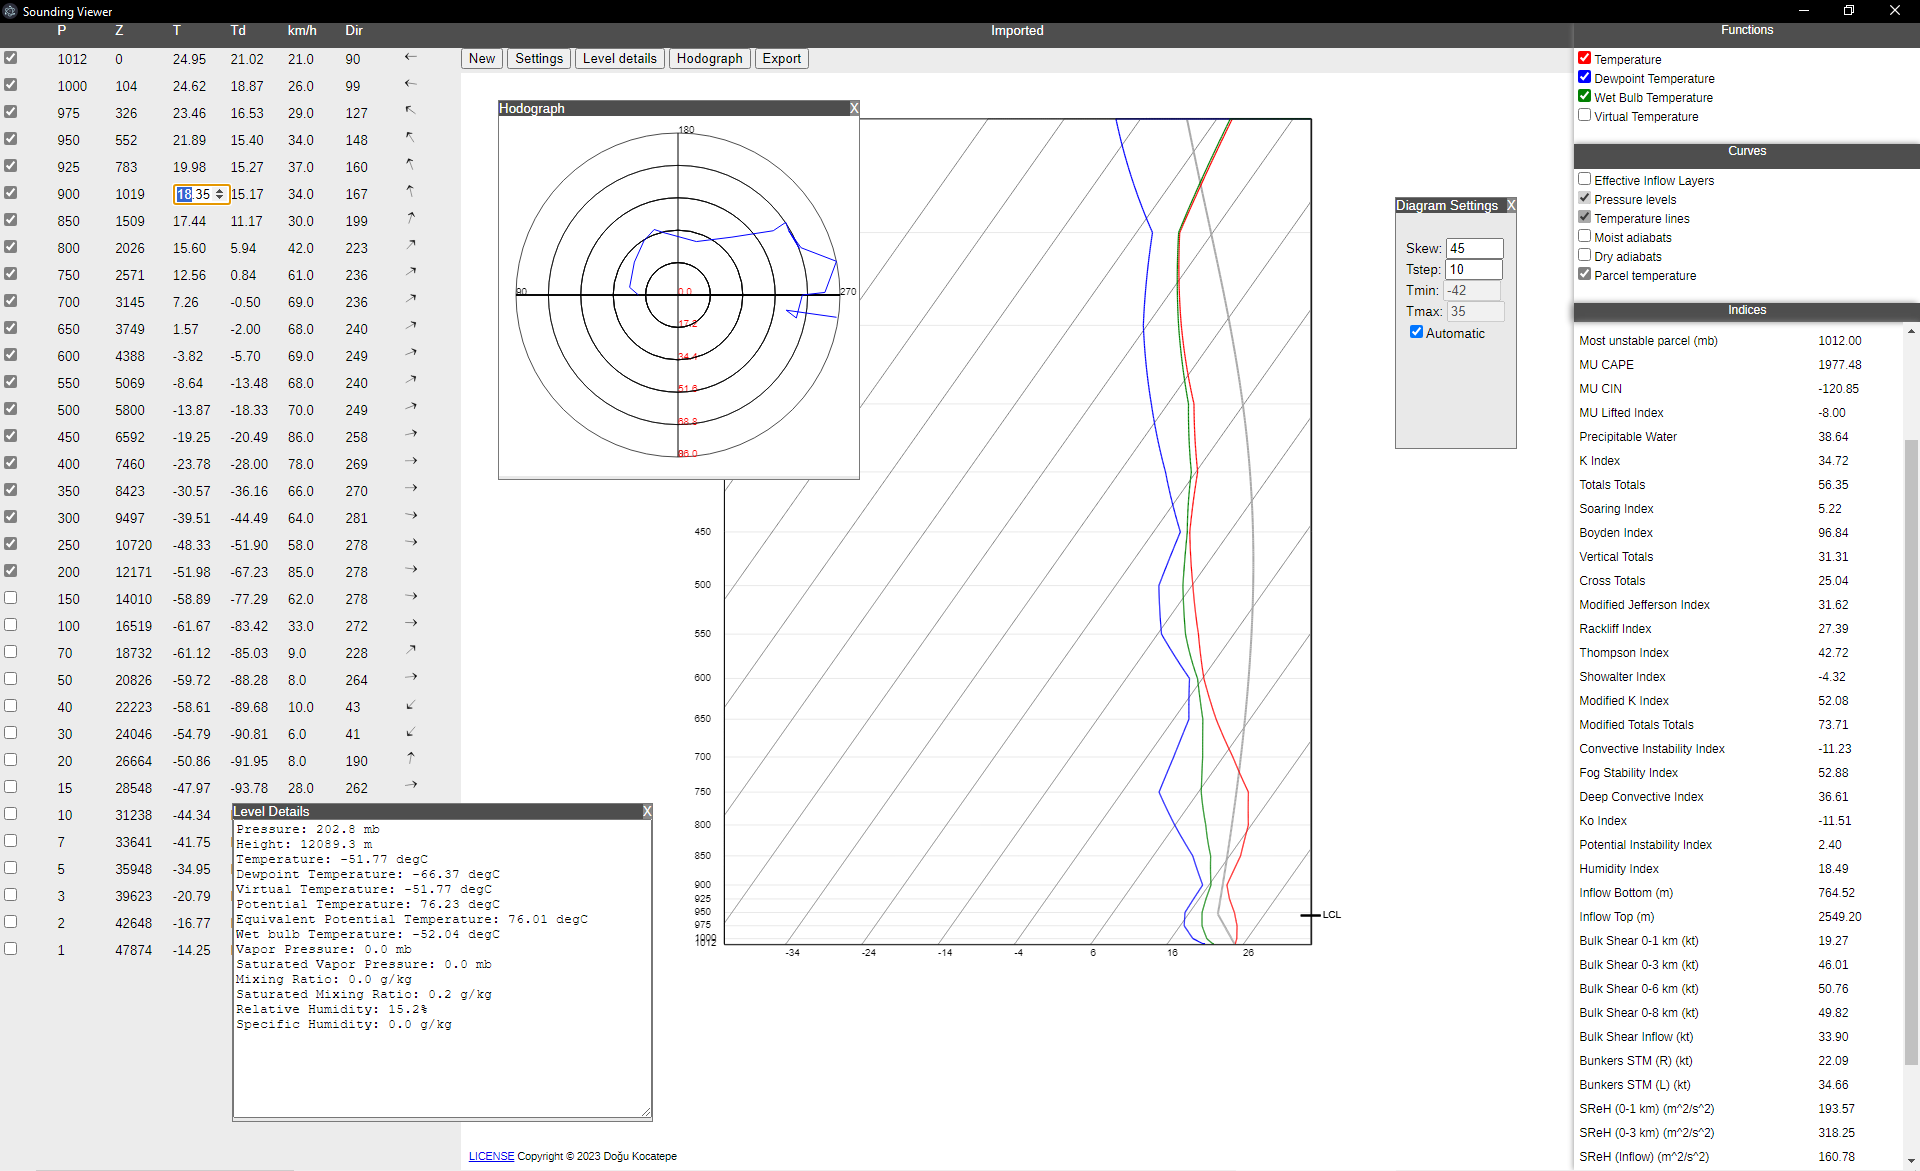 Sounding Viewer
P Z T Td km/h Dir
1012 0 24.95 21.02 21.0 90
1000 104 24.62 18.87 26.0 99
975 326 23.46 16.53 29.0 127
950 552 21.89 15.40 34.0 148
925 783 19.98 15.27 37.0 160
900 1019 18.35 15.17 34.0 167
850 1509 17.44 11.17 30.0 199
800 2026 15.60 5.94 42.0 223
750 2571 12.56 0.84 61.0 236
700 3145 7.26 -0.50 69.0 236
650 3749 1.57 -2.00 68.0 240
600 4388 -3.82 -5.70 69.0 249
550 5069 -8.64 -13.48 68.0 240
500 5800 -13.87 -18.33 70.0 249
450 6592 -19.25 -20.49 86.0 258
400 7460 -23.78 -28.00 78.0 269
350 8423 -30.57 -36.16 66.0 270
300 9497 -39.51 -44.49 64.0 281
250 10720 -48.33 -51.90 58.0 278
200 12171 -51.98 -67.23 85.0 278
150 14010 -58.89 -77.29 62.0 278
100 16519 -61.67 -83.42 33.0 272
70 18732 -61.12 -85.03 9.0 228
50 20826 -59.72 -88.28 8.0 264
40 22223 -58.61 -89.68 10.0 43
30 24046 -54.79 -90.81 6.0 41
20 26664 -50.86 -91.95 8.0 190
15 28548 -47.97 -93.78 28.0 262
10 31238 -44.34
7 33641 -41.75
5 35948 -34.95
3 39623 -20.79
2 42648 -16.77
1 47874 -14.25
Level Details X
Pressure: 202.8 mb
Height: 12089.3 m
Temperature: -51.77 degC
Dewpoint Temperature: -66.37 degC
Virtual Temperature: -51.77 degC
Potential Temperature: 76.23 degC
Equivalent Potential Temperature: 76.01 degC
Wet bulb Temperature: -52.04 degC
Vapor Pressure: 0.0 mb
Saturated Vapor Pressure: 0.0 mb
Mixing Ratio: 0.0 g/kg
Saturated Mixing Ratio: 0.2 g/kg
Relative Humidity: 15.2%
Specific Humidity: 0.0 g/kg
Imported
New Settings Level details Hodograph Export
Hodograph X
180
90 0.0 270
17.2
34.4
51.6
68.8
86.0
450
500
550
600
650
700
750
800
850
900
925
950
975
1000
1012
LCL
-34 -24 -14 -4 6 16 26
Diagram Settings X
Skew: 45
Tstep: 10
Tmin: -42
Tmax: 35
Automatic
LICENSE Copyright © 2023 Doğu Kocatepe
Functions
Temperature
Dewpoint Temperature
Wet Bulb Temperature
Virtual Temperature
Curves
Effective Inflow Layers
Pressure levels
Temperature lines
Moist adiabats
Dry adiabats
Parcel temperature
Indices
Most unstable parcel (mb) 1012.00
MU CAPE 1977.48
MU CIN -120.85
MU Lifted Index -8.00
Precipitable Water 38.64
K Index 34.72
Totals Totals 56.35
Soaring Index 5.22
Boyden Index 96.84
Vertical Totals 31.31
Cross Totals 25.04
Modified Jefferson Index 31.62
Rackliff Index 27.39
Thompson Index 42.72
Showalter Index -4.32
Modified K Index 52.08
Modified Totals Totals 73.71
Convective Instability Index -11.23
Fog Stability Index 52.88
Deep Convective Index 36.61
Ko Index -11.51
Potential Instability Index 2.40
Humidity Index 18.49
Inflow Bottom (m) 764.52
Inflow Top (m) 2549.20
Bulk Shear 0-1 km (kt) 19.27
Bulk Shear 0-3 km (kt) 46.01
Bulk Shear 0-6 km (kt) 50.76
Bulk Shear 0-8 km (kt) 49.82
Bulk Shear Inflow (kt) 33.90
Bunkers STM (R) (kt) 22.09
Bunkers STM (L) (kt) 34.66
SReH (0-1 km) (m^2/s^2) 193.57
SReH (0-3 km) (m^2/s^2) 318.25
SReH (Inflow) (m^2/s^2) 160.78